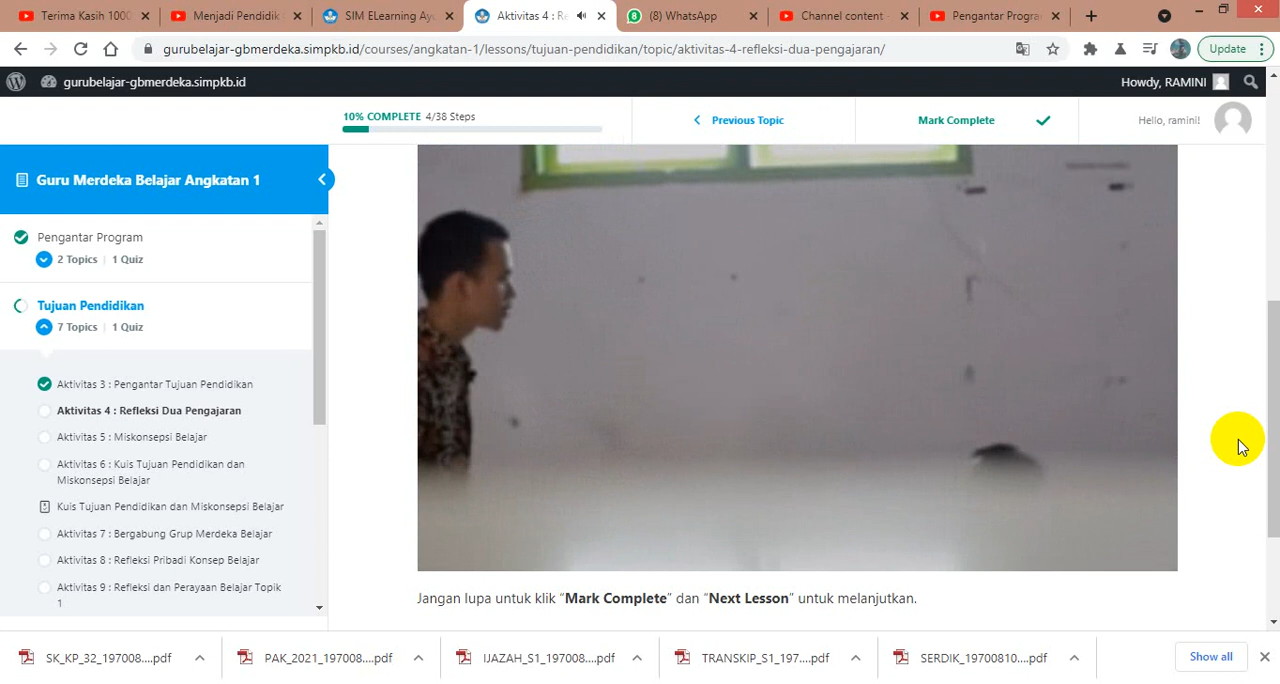 Terima Kasih 1000
Menjadi Pendidik
SIM ELearning Ay
Aktivitas 4 : Re
(8) WhatsApp
Channel content -
Pengantar Progra
gurubelajar-gbmerdeka.simpkb.id/courses/angkatan-1/lessons/tujuan-pendidikan/topic/aktivitas-4-refleksi-dua-pengajaran/
Update
gurubelajar-gbmerdeka.simpkb.id
Howdy, RAMINI
10% COMPLETE 4/38 Steps
Previous Topic
Mark Complete
Hello, ramini!
Guru Merdeka Belajar Angkatan 1
Pengantar Program
2 Topics | 1 Quiz
Tujuan Pendidikan
7 Topics | 1 Quiz
Aktivitas 3 : Pengantar Tujuan Pendidikan
Aktivitas 4 : Refleksi Dua Pengajaran
Aktivitas 5 : Miskonsepsi Belajar
Aktivitas 6 : Kuis Tujuan Pendidikan dan
Miskonsepsi Belajar
Kuis Tujuan Pendidikan dan Miskonsepsi Belajar
Aktivitas 7 : Bergabung Grup Merdeka Belajar
Aktivitas 8 : Refleksi Pribadi Konsep Belajar
Aktivitas 9 : Refleksi dan Perayaan Belajar Topik
1
Jangan lupa untuk klik “Mark Complete” dan “Next Lesson” untuk melanjutkan.
SK_KP_32_197008....pdf
PAK_2021_197008....pdf
IJAZAH_S1_197008....pdf
TRANSKIP_S1_197....pdf
SERDIK_19700810....pdf
Show all